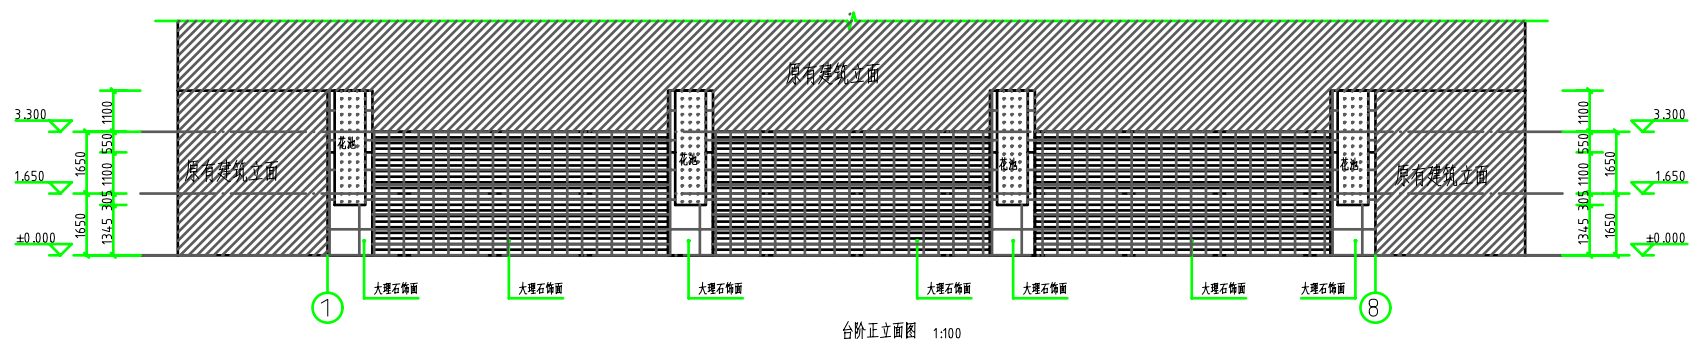 原有建筑立面
3.300
1.650
±0.000
1650
1650
1100
550
1100
305
1345
原有建筑立面
花池
花池
花池
花池
原有建筑立面
1100
550
1100
305
1345
1650
1650
3.300
1.650
±0.000
大理石饰面
大理石饰面
大理石饰面
大理石饰面
大理石饰面
大理石饰面
大理石饰面
1
8
台阶正立面图 1:100